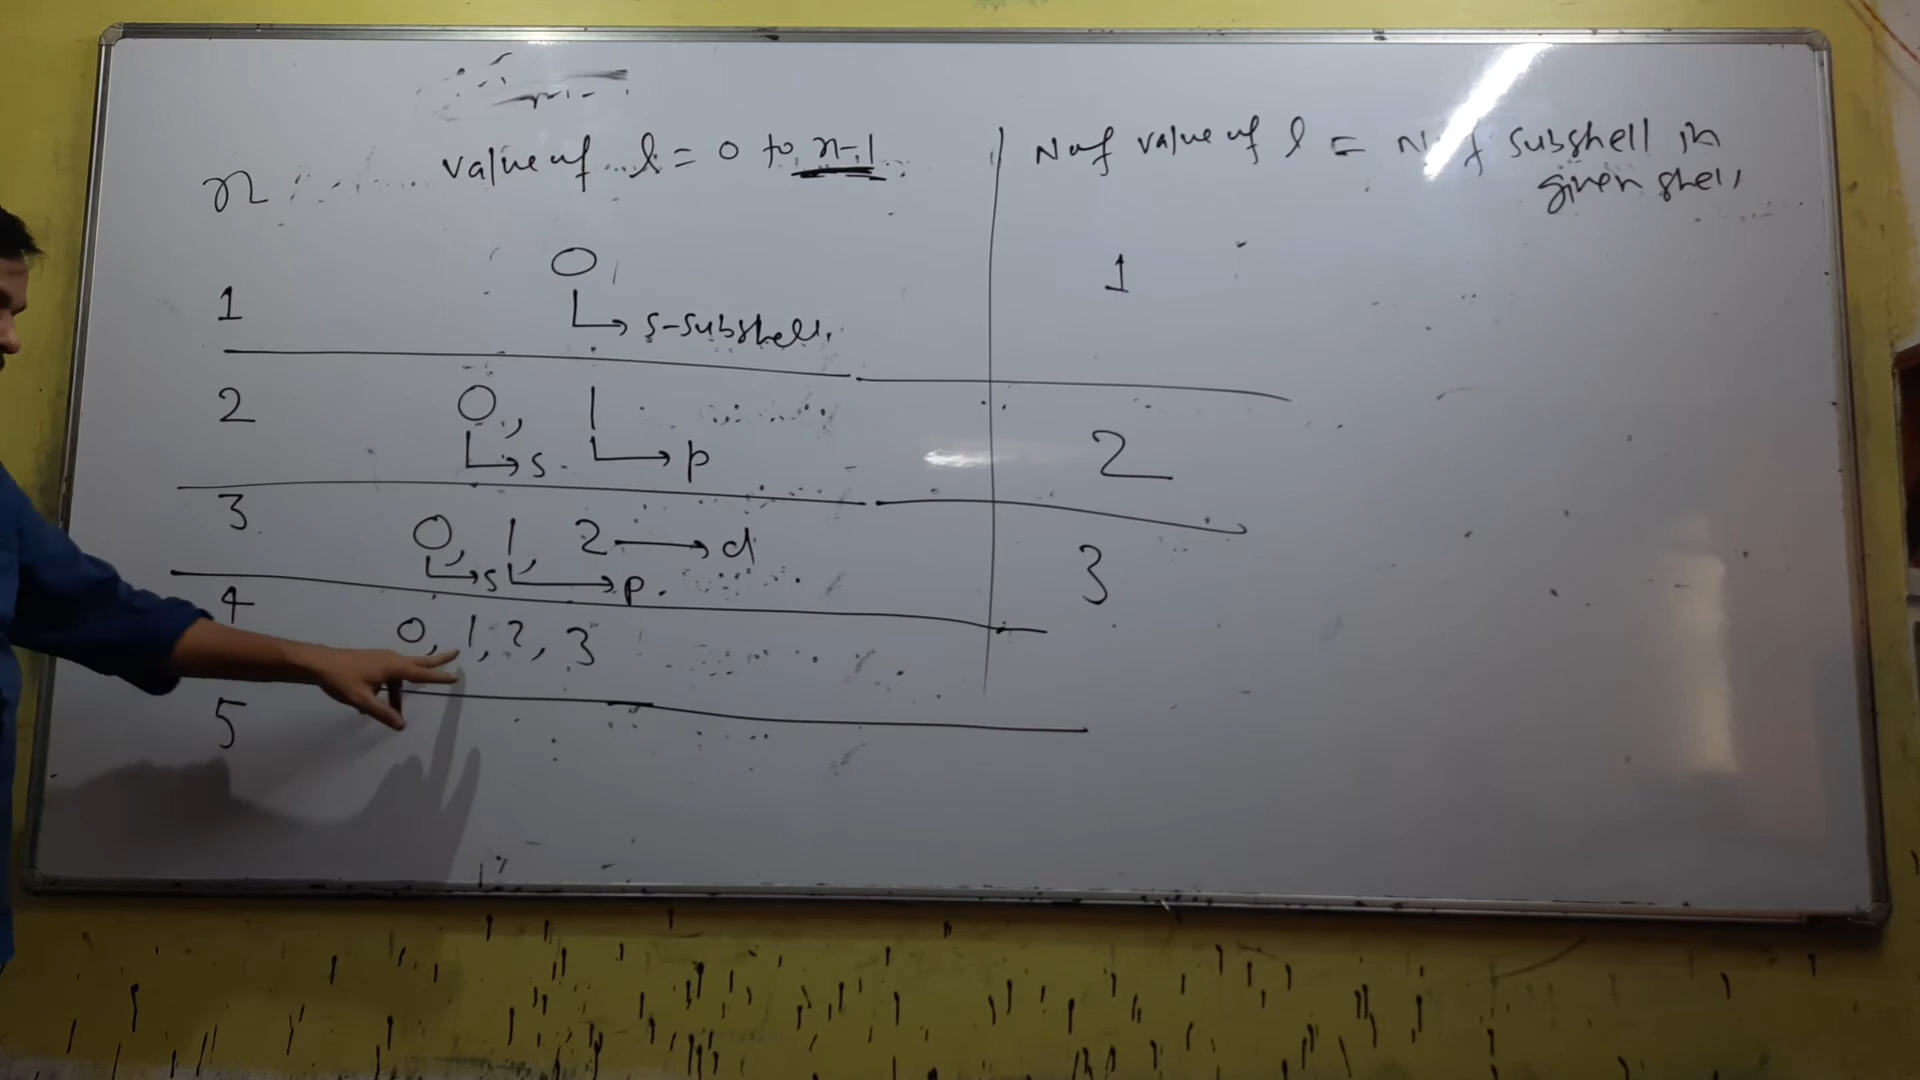 n value of l = 0 to n-1 No of value of l = No of subshell in
given shell
0
1 1
s-subshell.
2 0, 1 2
s. p
3 0, 1, 2 → d 3
s p.
4 0, 1, 2, 3
5